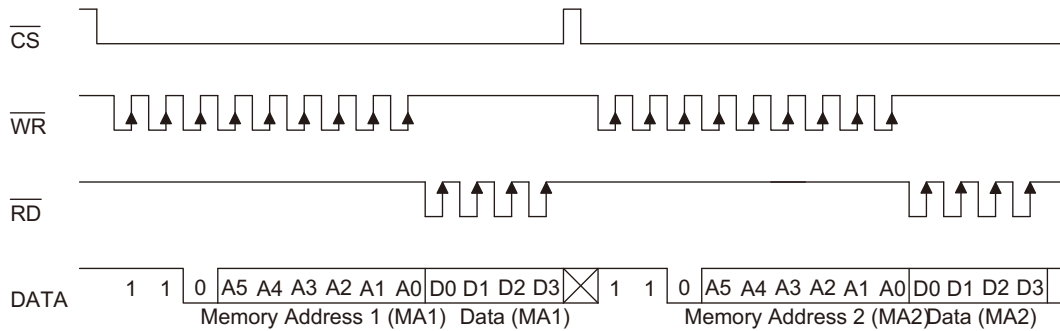 CS
WR
RD
DATA 1 1 0 A5 A4 A3 A2 A1 A0 D0 D1 D2 D3 1 1 0 A5 A4 A3 A2 A1 A0 D0 D1 D2 D3
Memory Address 1 (MA1) Data (MA1) Memory Address 2 (MA2) Data (MA2)